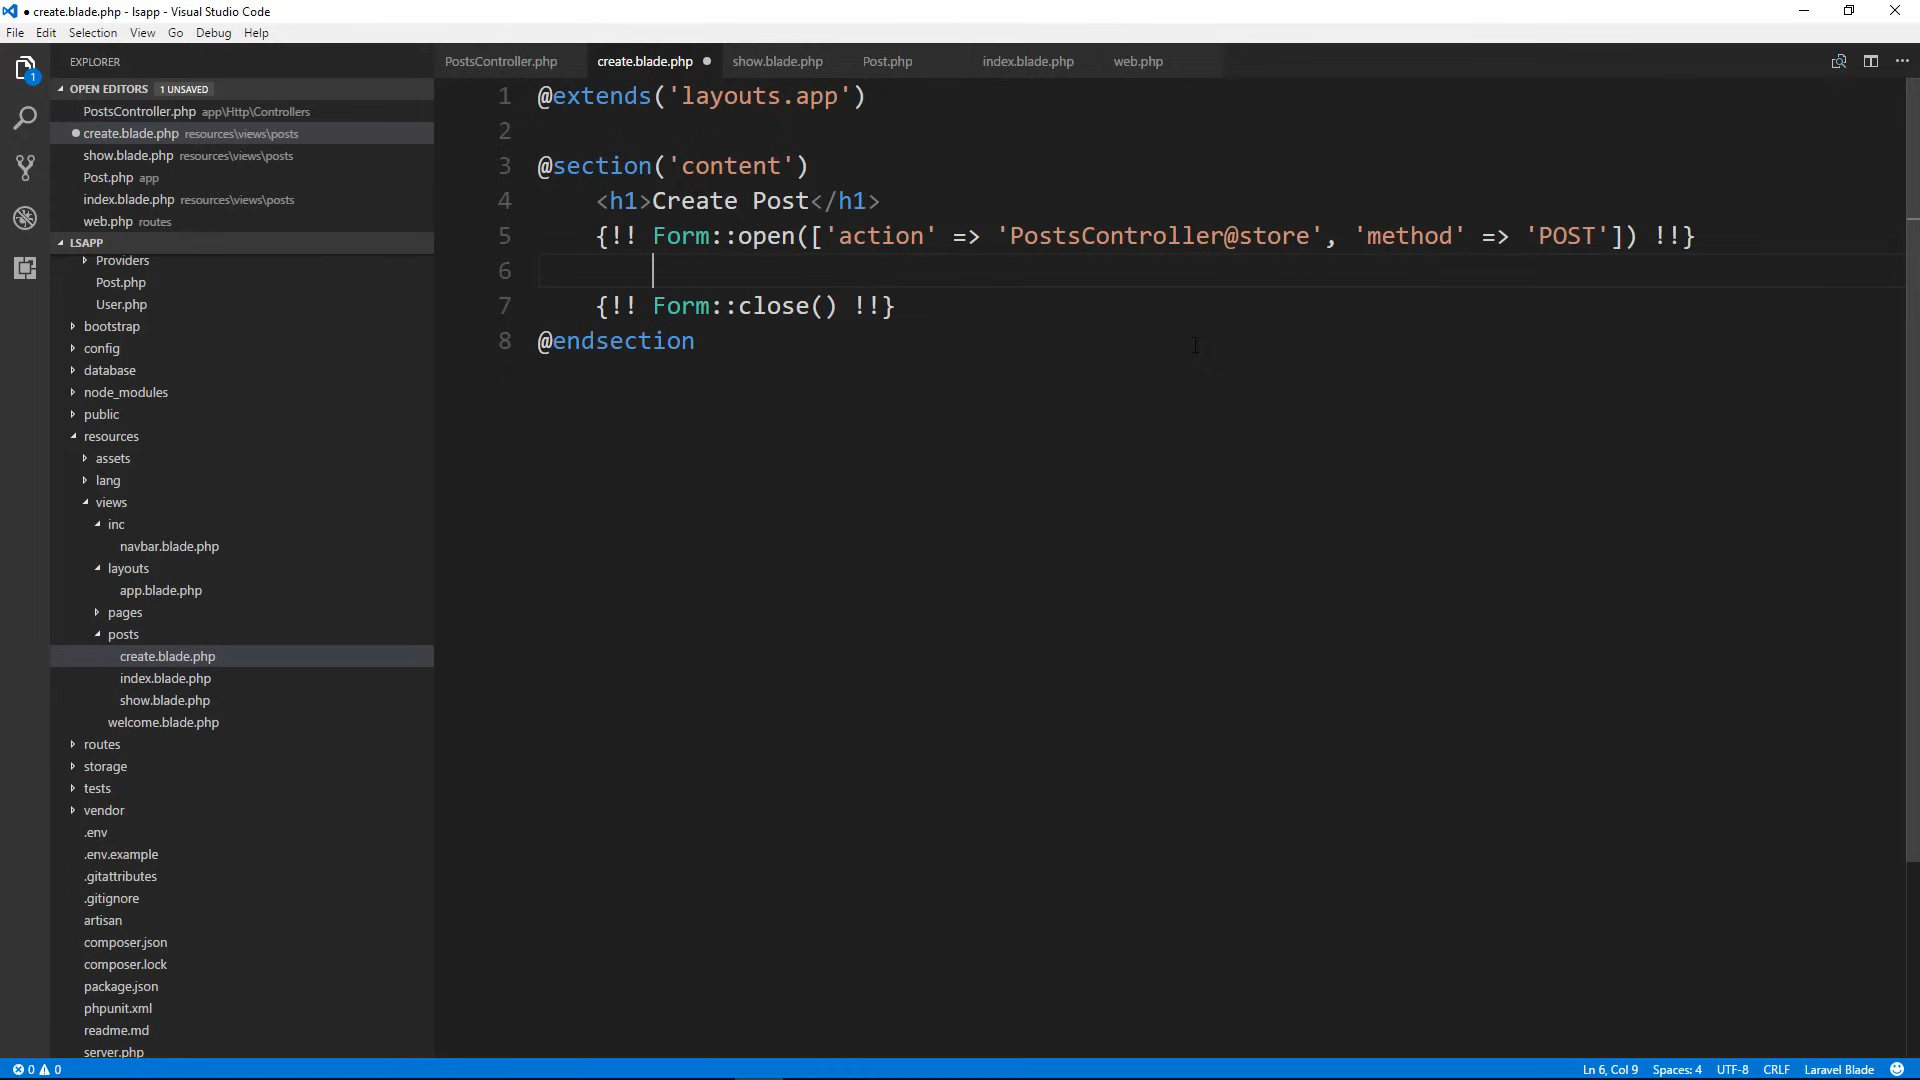 ● create.blade.php - lsapp - Visual Studio Code
File Edit Selection View Go Debug Help
EXPLORER
OPEN EDITORS 1 UNSAVED
PostsController.php app\Http\Controllers
create.blade.php resources\views\posts
show.blade.php resources\views\posts
Post.php app
index.blade.php resources\views\posts
web.php routes
LSAPP
Providers
Post.php
User.php
bootstrap
config
database
node_modules
public
resources
assets
lang
views
inc
navbar.blade.php
layouts
app.blade.php
pages
posts
create.blade.php
index.blade.php
show.blade.php
welcome.blade.php
routes
storage
tests
vendor
.env
.env.example
.gitattributes
.gitignore
artisan
composer.json
composer.lock
package.json
phpunit.xml
readme.md
server.php
1
PostsController.php create.blade.php show.blade.php Post.php index.blade.php web.php
1 @extends('layouts.app')
2
3 @section('content')
4 <h1>Create Post</h1>
5 {!! Form::open(['action' => 'PostsController@store', 'method' => 'POST']) !!}
6
7 {!! Form::close() !!}
8 @endsection
0 0 Ln 6, Col 9 Spaces: 4 UTF-8 CRLF Laravel Blade